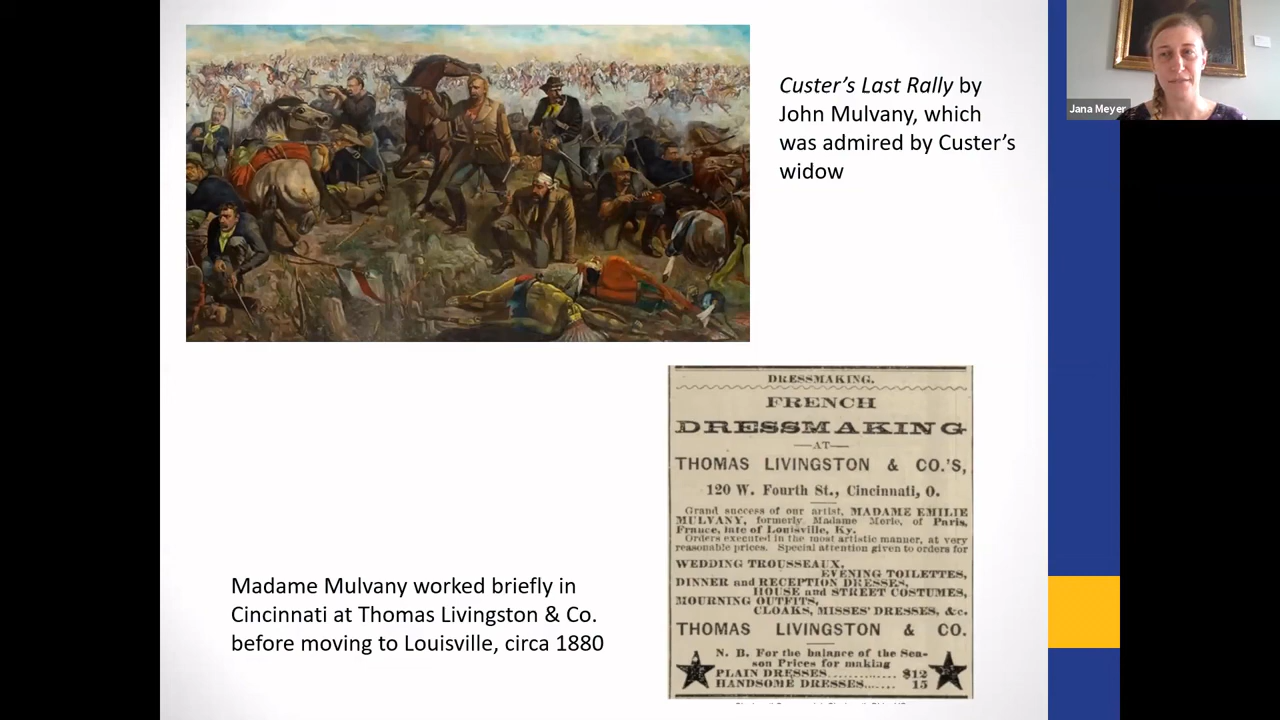 Custer's Last Rally by
John Mulvany, which
was admired by Custer's
widow
Jana Meyer
DRESSMAKING.
FRENCH
DRESSMAKING
—AT—
THOMAS LIVINGSTON & CO.'S,
120 W. Fourth St., Cincinnati, O.
Grand success of our artist, MADAME EMILIE
MULVANY, formerly Madame Merle, of Paris,
France, late of Louisville, Ky.
Orders executed in the most artistic manner, at very
reasonable prices. Special attention given to orders for
WEDDING TROUSSEAUX,
EVENING TOILETTES,
DINNER and RECEPTION DRESSES,
HOUSE and STREET COSTUMES,
MOURNING OUTFITS,
CLOAKS, MISSES' DRESSES, &c.
THOMAS LIVINGSTON & CO.
N. B. For the balance of the Sea-
son Prices for making
PLAIN DRESSES............ $12
HANDSOME DRESSES..... 15
Madame Mulvany worked briefly in
Cincinnati at Thomas Livingston & Co.
before moving to Louisville, circa 1880